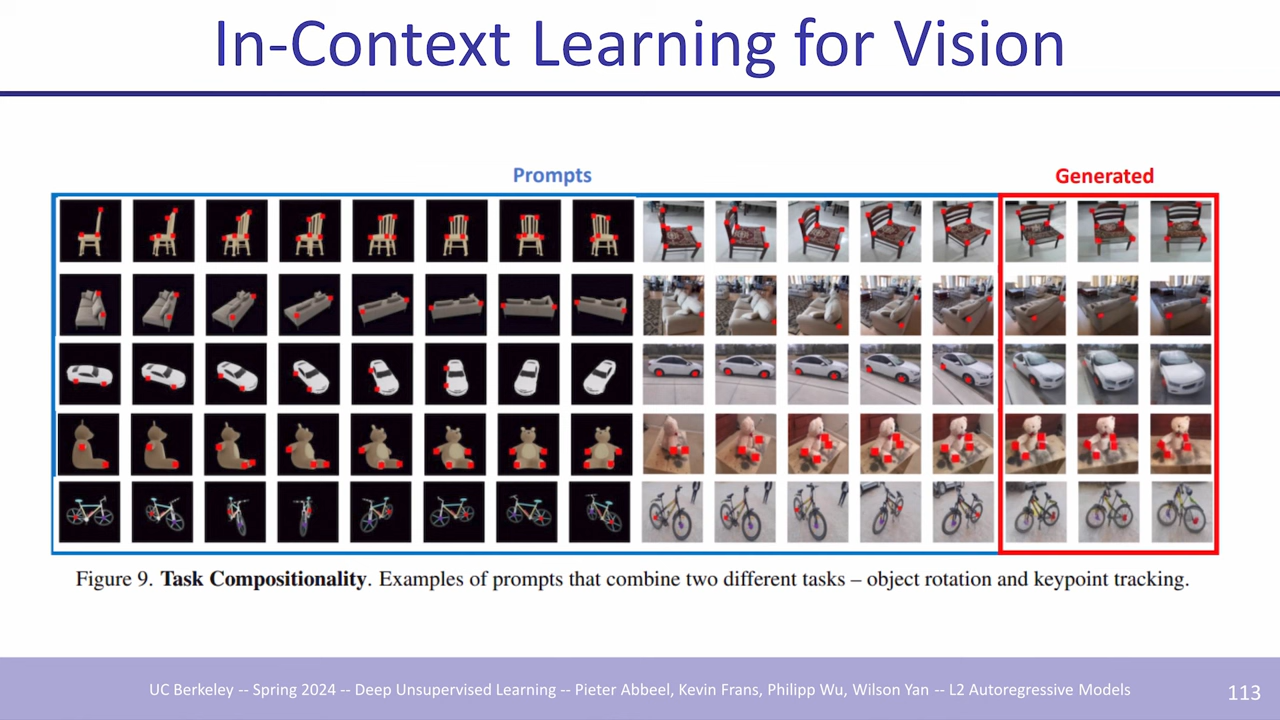 In-Context Learning for Vision
Prompts
Generated
Figure 9. Task Compositionality. Examples of prompts that combine two different tasks – object rotation and keypoint tracking.
UC Berkeley -- Spring 2024 -- Deep Unsupervised Learning -- Pieter Abbeel, Kevin Frans, Philipp Wu, Wilson Yan -- L2 Autoregressive Models
113